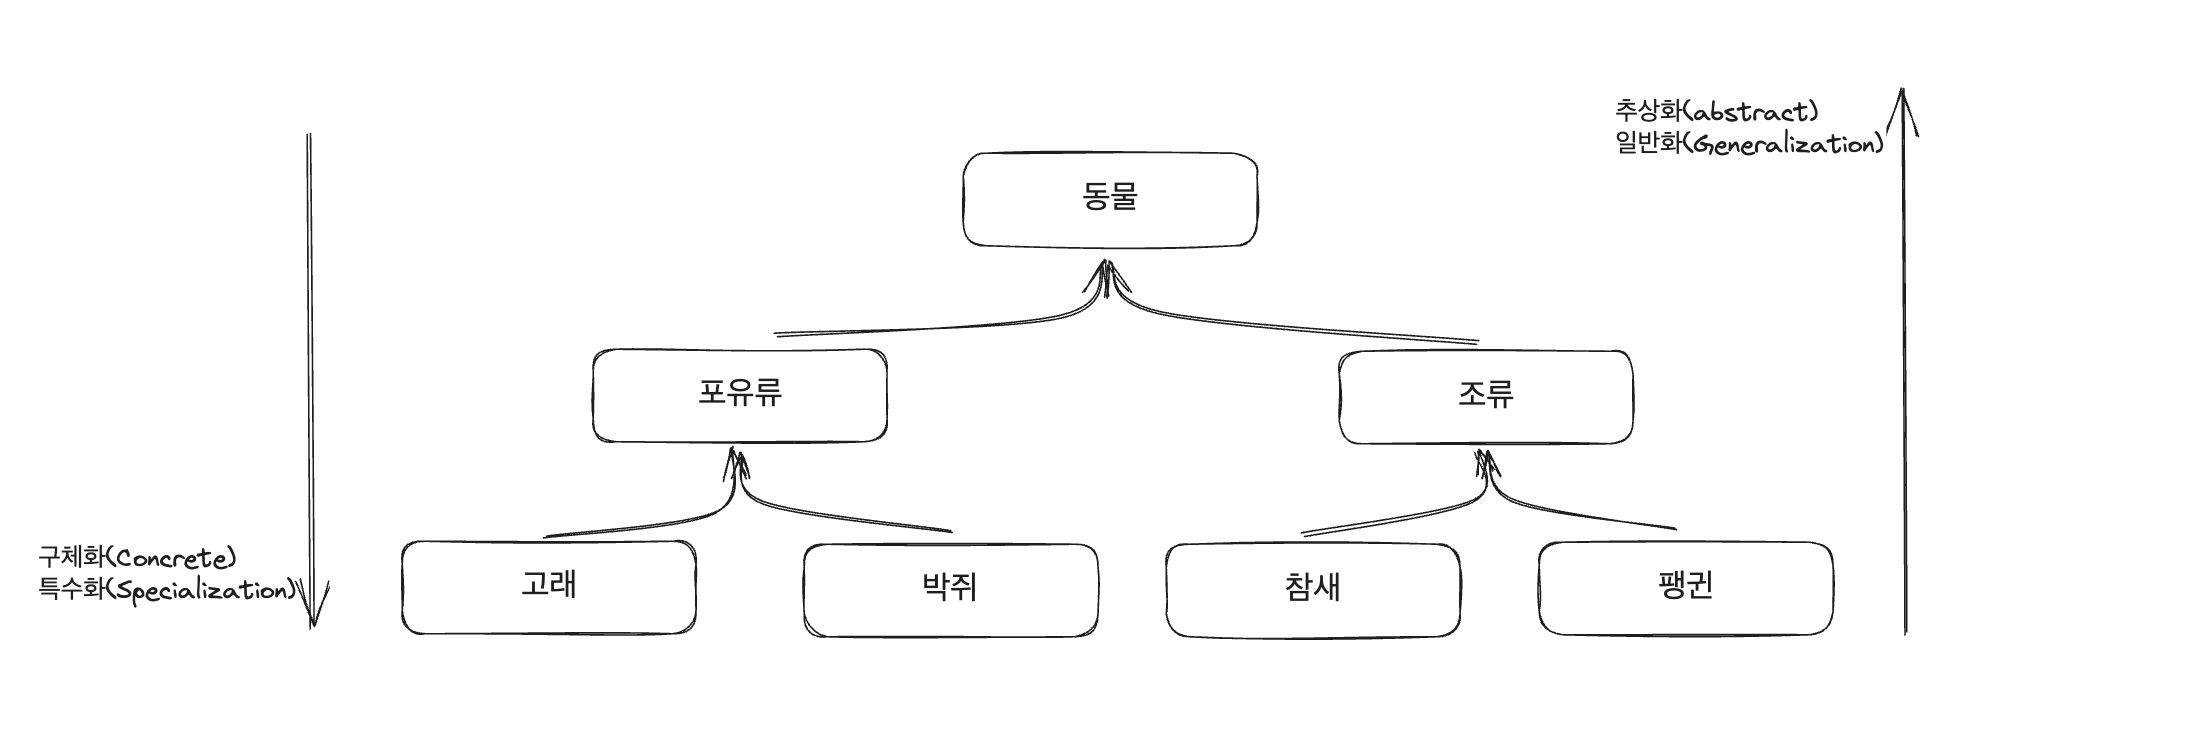 추상화(abstract)
일반화(Generalization)
동물
포유류
조류
구체화(Concrete)
특수화(Specialization)
고래
박쥐
참새
팽귄